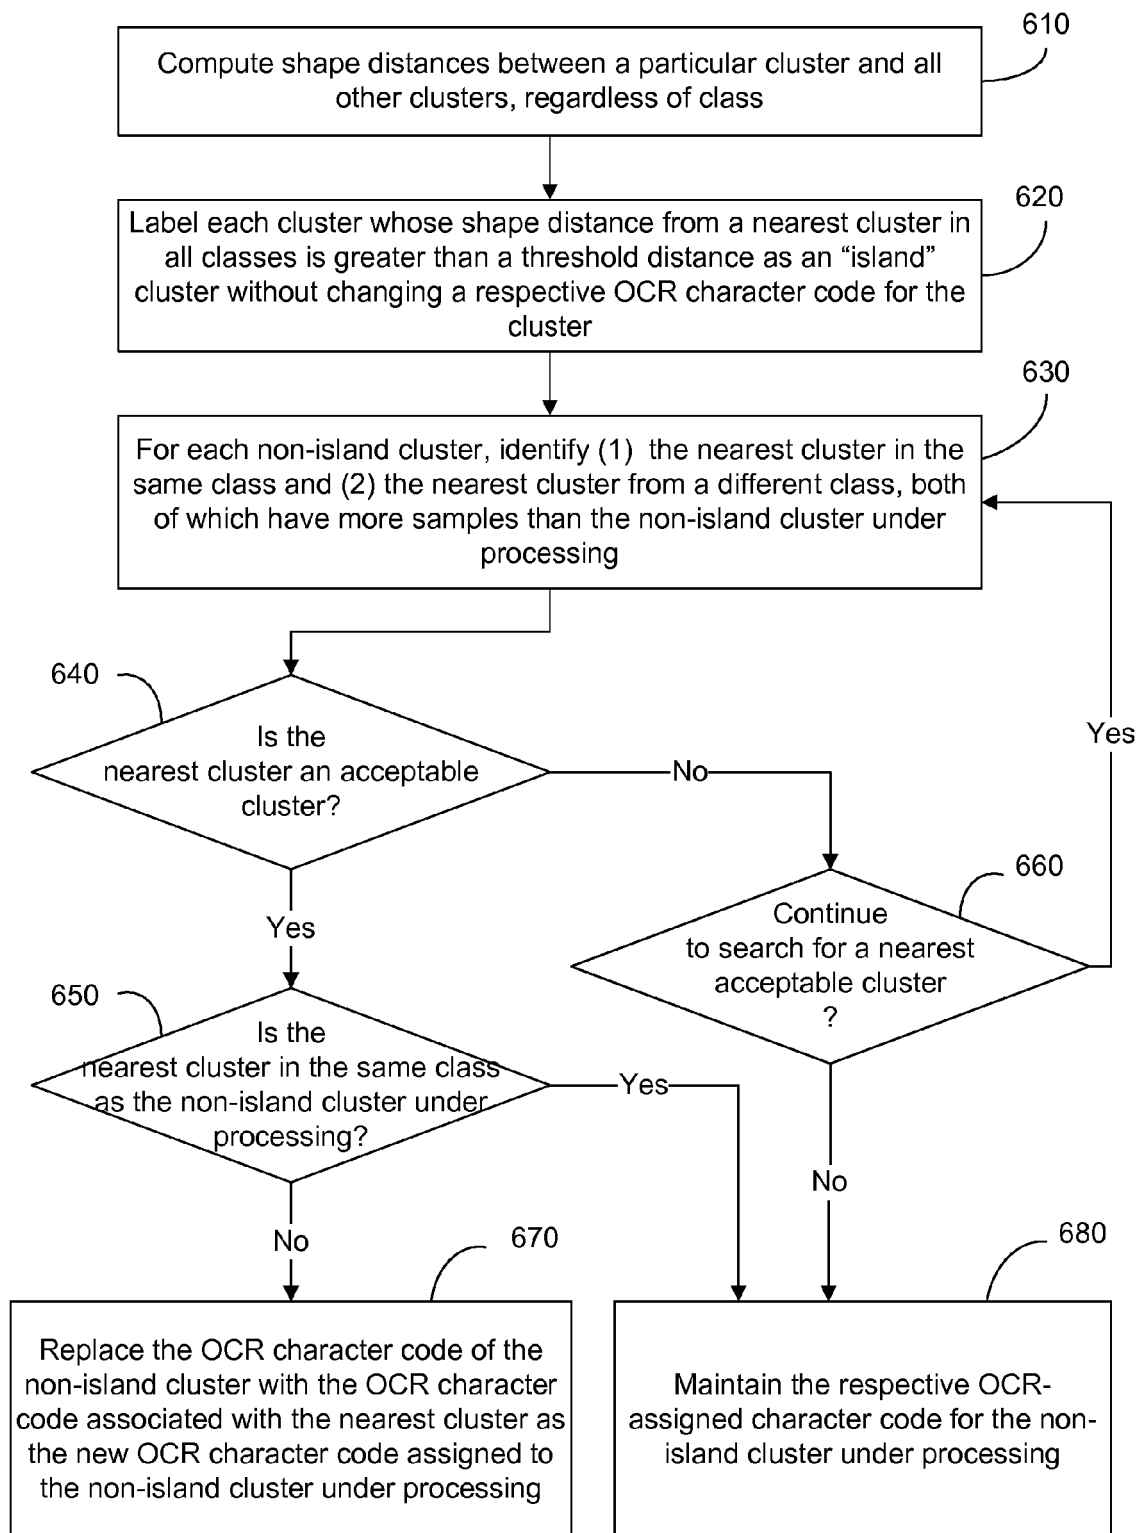 610
Compute shape distances between a particular cluster and all
other clusters, regardless of class
620
Label each cluster whose shape distance from a nearest cluster in
all classes is greater than a threshold distance as an “island”
cluster without changing a respective OCR character code for the
cluster
630
For each non-island cluster, identify (1) the nearest cluster in the
same class and (2) the nearest cluster from a different class, both
of which have more samples than the non-island cluster under
processing
640
Is the
nearest cluster an acceptable
cluster?
No
Yes
Yes
660
Continue
to search for a nearest
acceptable cluster
?
650
Is the
nearest cluster in the same class
as the non-island cluster under
processing?
Yes
No
No
670
Replace the OCR character code of the
non-island cluster with the OCR character
code associated with the nearest cluster as
the new OCR character code assigned to
the non-island cluster under processing
680
Maintain the respective OCR-
assigned character code for the non-
island cluster under processing